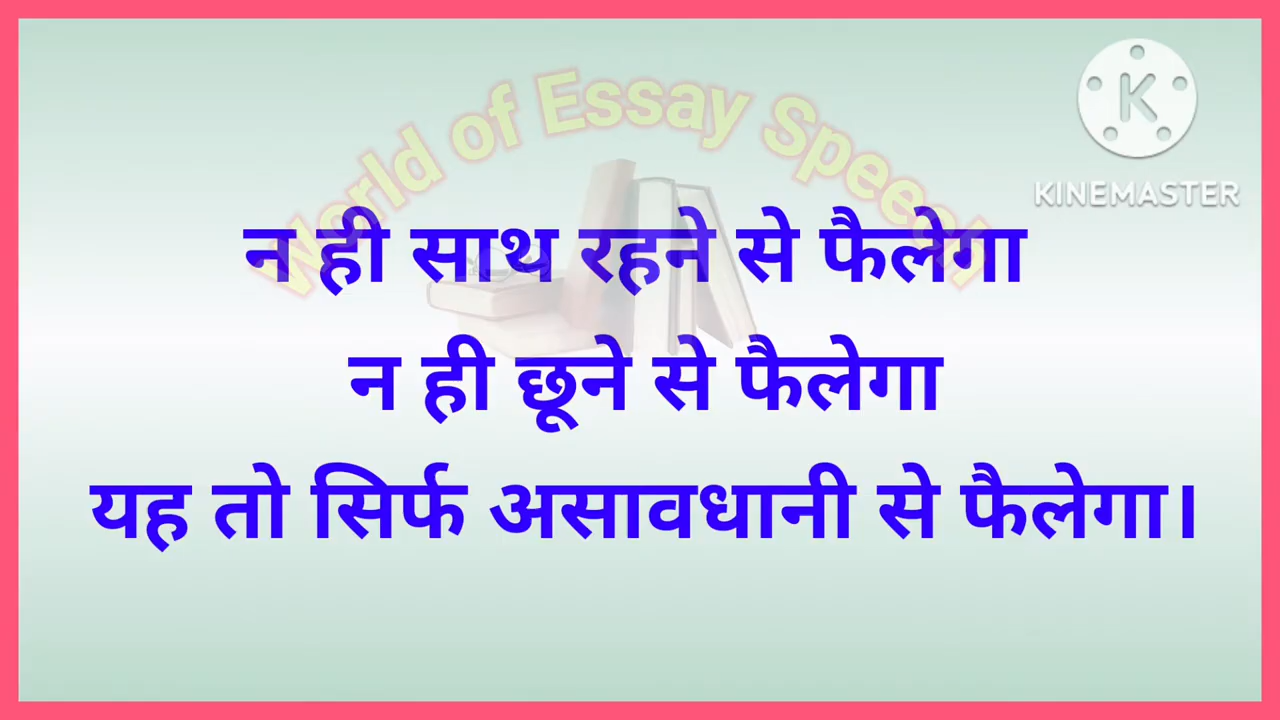 World of Essay Speech
K
KINEMASTER
न ही साथ रहने से फैलेगा
न ही छूने से फैलेगा
यह तो सिर्फ असावधानी से फैलेगा।